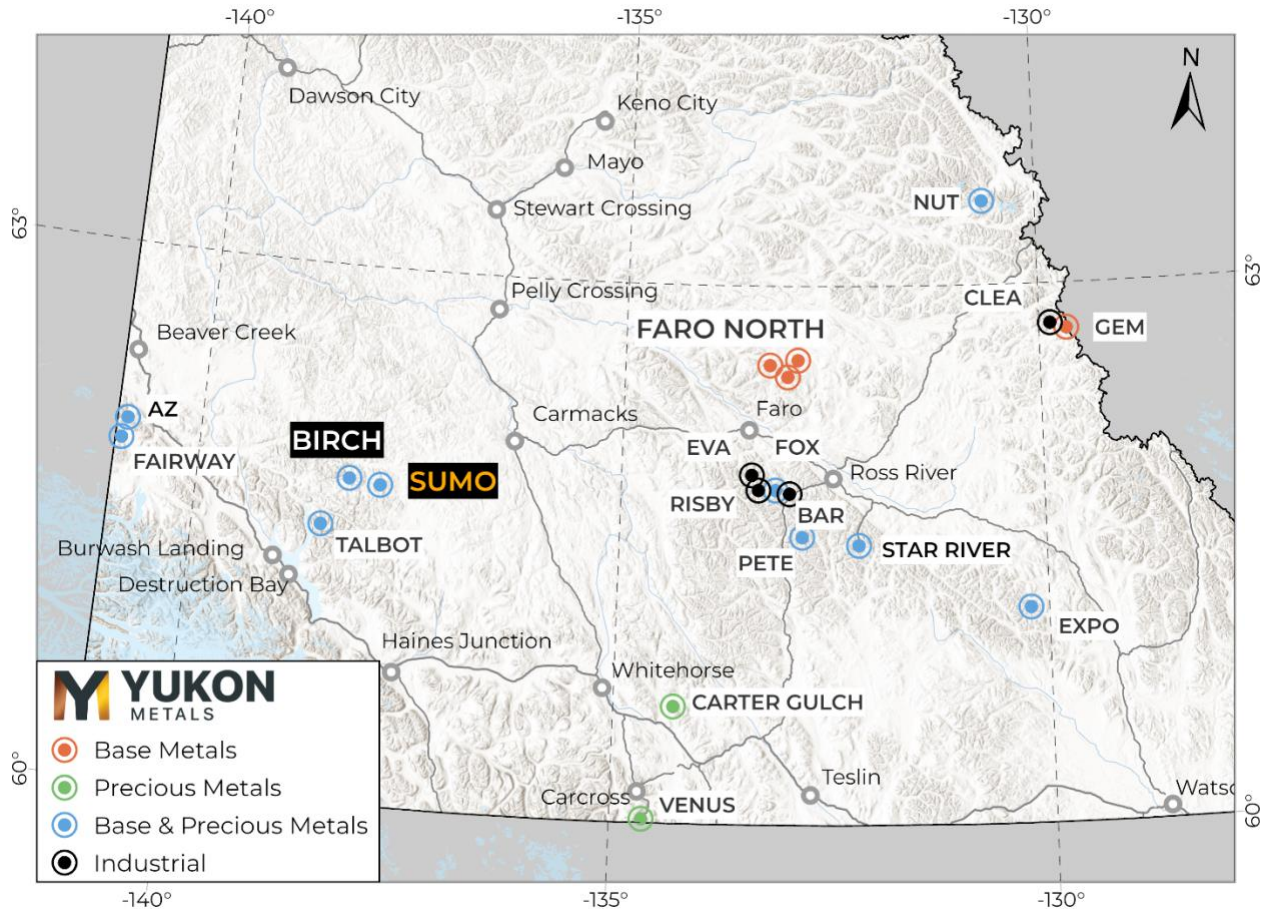 -140°
-135°
-130°
N
Dawson City
Keno City
Mayo
NUT
Stewart Crossing
63°
63°
Pelly Crossing
CLEA
GEM
Beaver Creek
FARO NORTH
AZ
Carmacks
Faro
BIRCH
EVA
FOX
FAIRWAY
SUMO
Ross River
RISBY
BAR
TALBOT
Burwash Landing
PETE
STAR RIVER
Destruction Bay
EXPO
Haines Junction
Whitehorse
CARTER GULCH
YUKON
METALS
Base Metals
Precious Metals
Base & Precious Metals
Industrial
60°
60°
Teslin
Carcross
VENUS
Watso
-140°
-135°
-130°